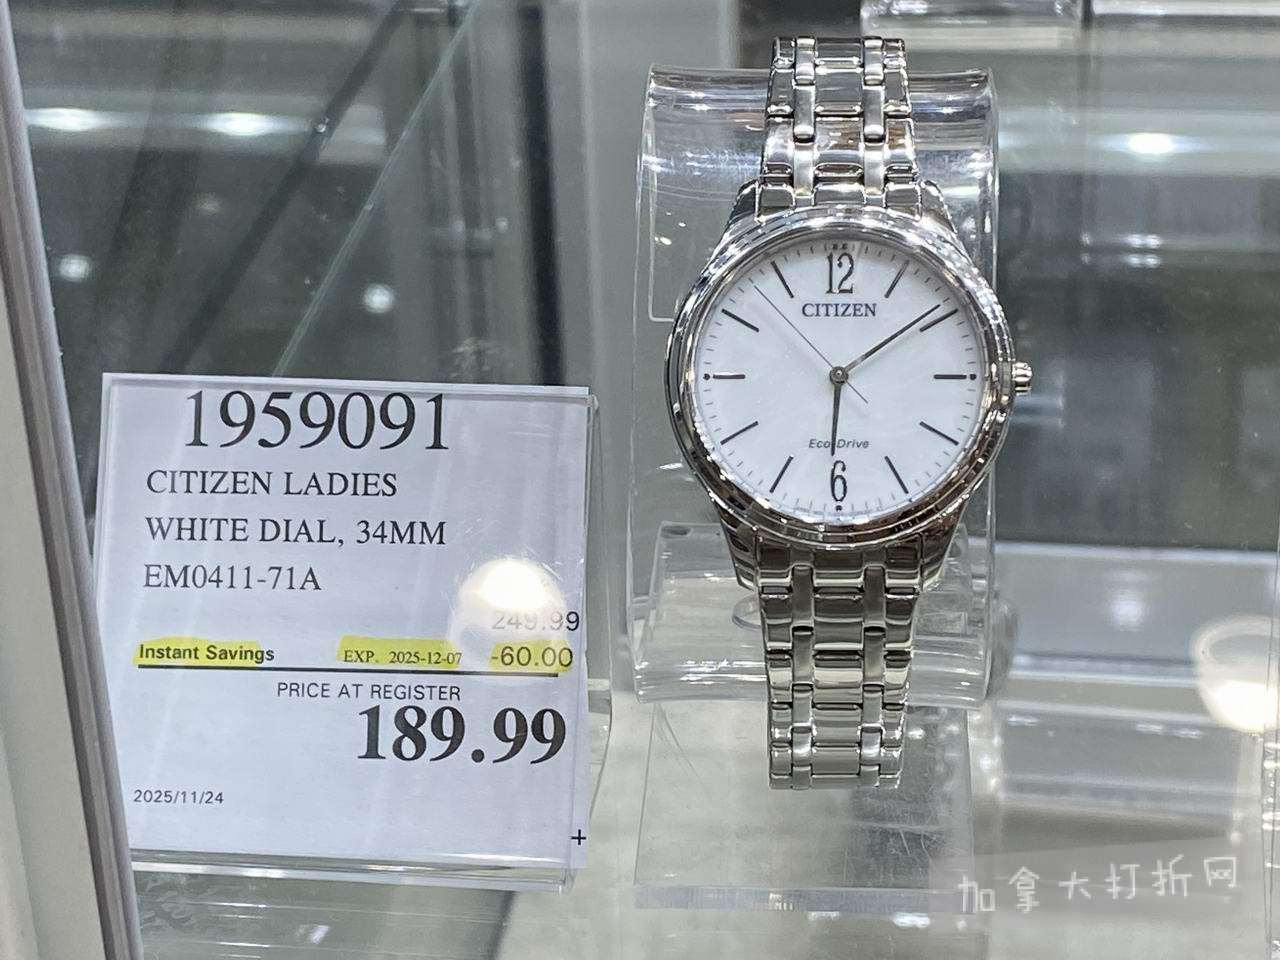 1959091
CITIZEN LADIES
WHITE DIAL, 34MM
EM0411-71A
249.99
Instant Savings EXP. 2025-12-07 -60.00
PRICE AT REGISTER
189.99
2025/11/24
+
12
CITIZEN
Eco-Drive
6
加拿大打折网